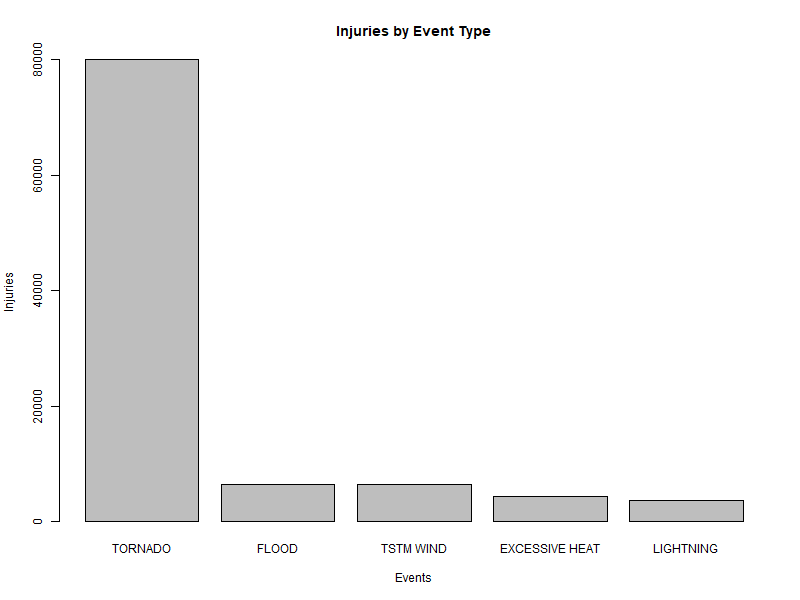 Injuries by Event Type
Injuries
80000
60000
40000
20000
0
TORNADO FLOOD TSTM WIND EXCESSIVE HEAT LIGHTNING
Events